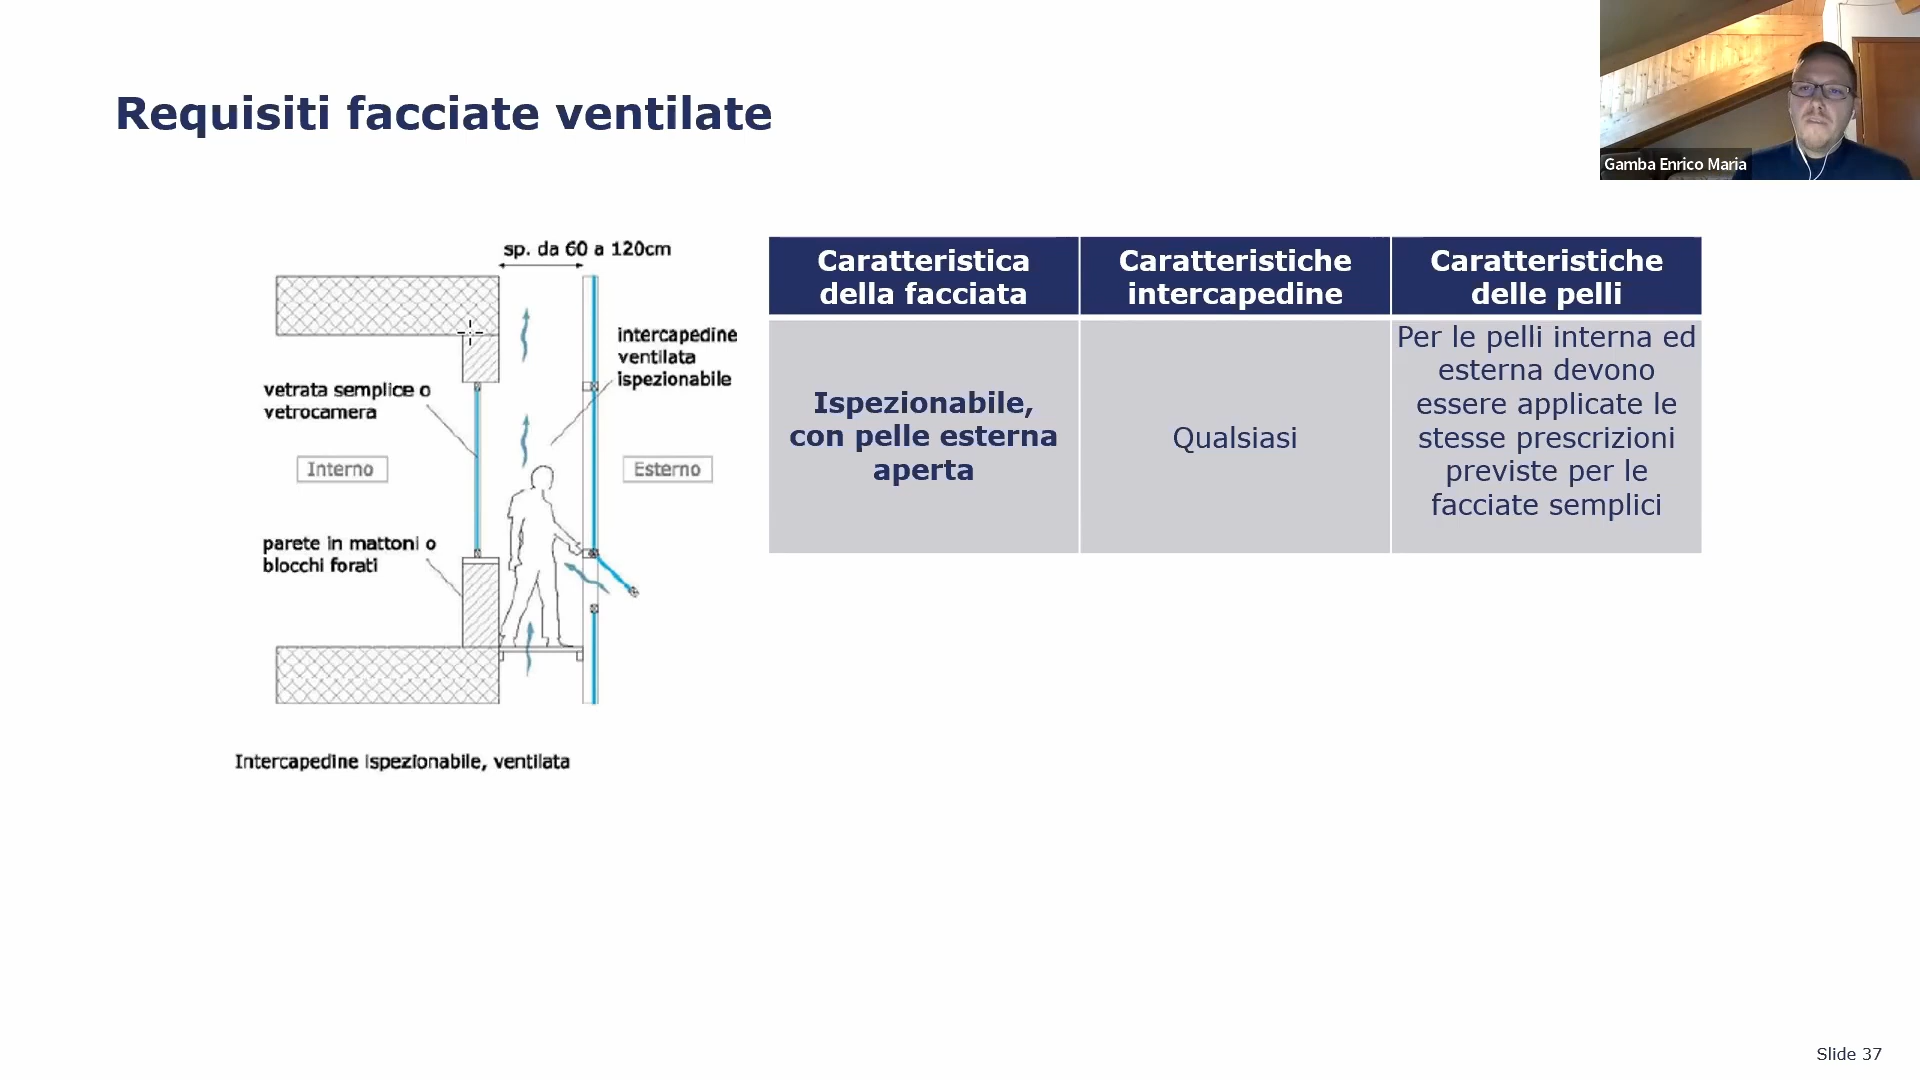 Requisiti facciate ventilate
Gamba Enrico Maria
sp. da 60 a 120cm
intercapedine
ventilata
ispezionabile
vetrata semplice o
vetrocamera
Interno
Esterno
parete in mattoni o
blocchi forati
Intercapedine ispezionabile, ventilata
Caratteristica
della facciata
Caratteristiche
intercapedine
Caratteristiche
delle pelli
Ispezionabile,
con pelle esterna
aperta
Qualsiasi
Per le pelli interna ed
esterna devono
essere applicate le
stesse prescrizioni
previste per le
facciate semplici
Slide 37